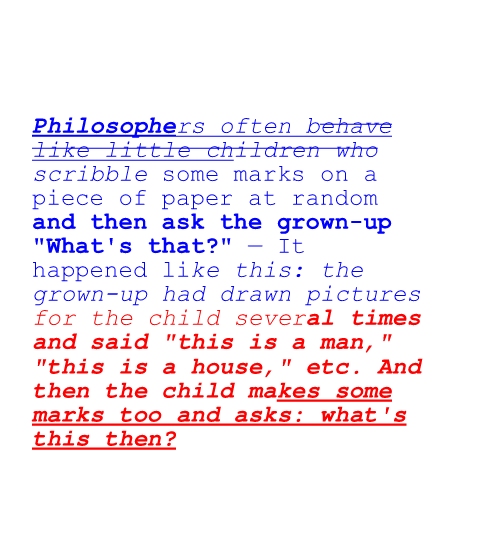 Philosophers often behave
like little children who
scribble some marks on a
piece of paper at random
and then ask the grown-up
"What's that?" — It
happened like this: the
grown-up had drawn pictures
for the child several times
and said "this is a man,"
"this is a house," etc. And
then the child makes some
marks too and asks: what's
this then?